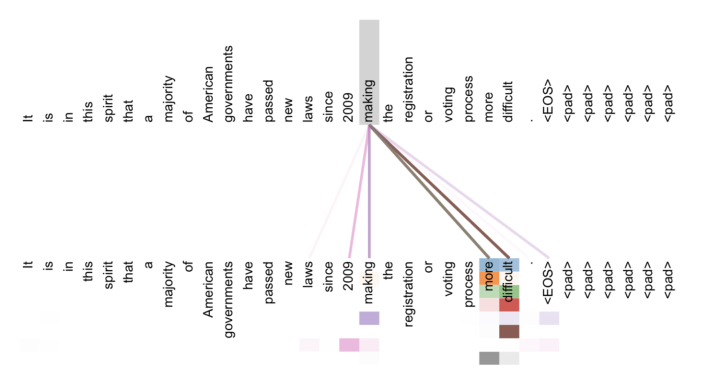 It is in this spirit that a majority of American governments have passed new laws since 2009 making the registration or voting process more difficult . <EOS> <pad> <pad> <pad> <pad> <pad> <pad>
It is in this spirit that a majority of American governments have passed new laws since 2009 making the registration or voting process more difficult . <EOS> <pad> <pad> <pad> <pad> <pad> <pad>